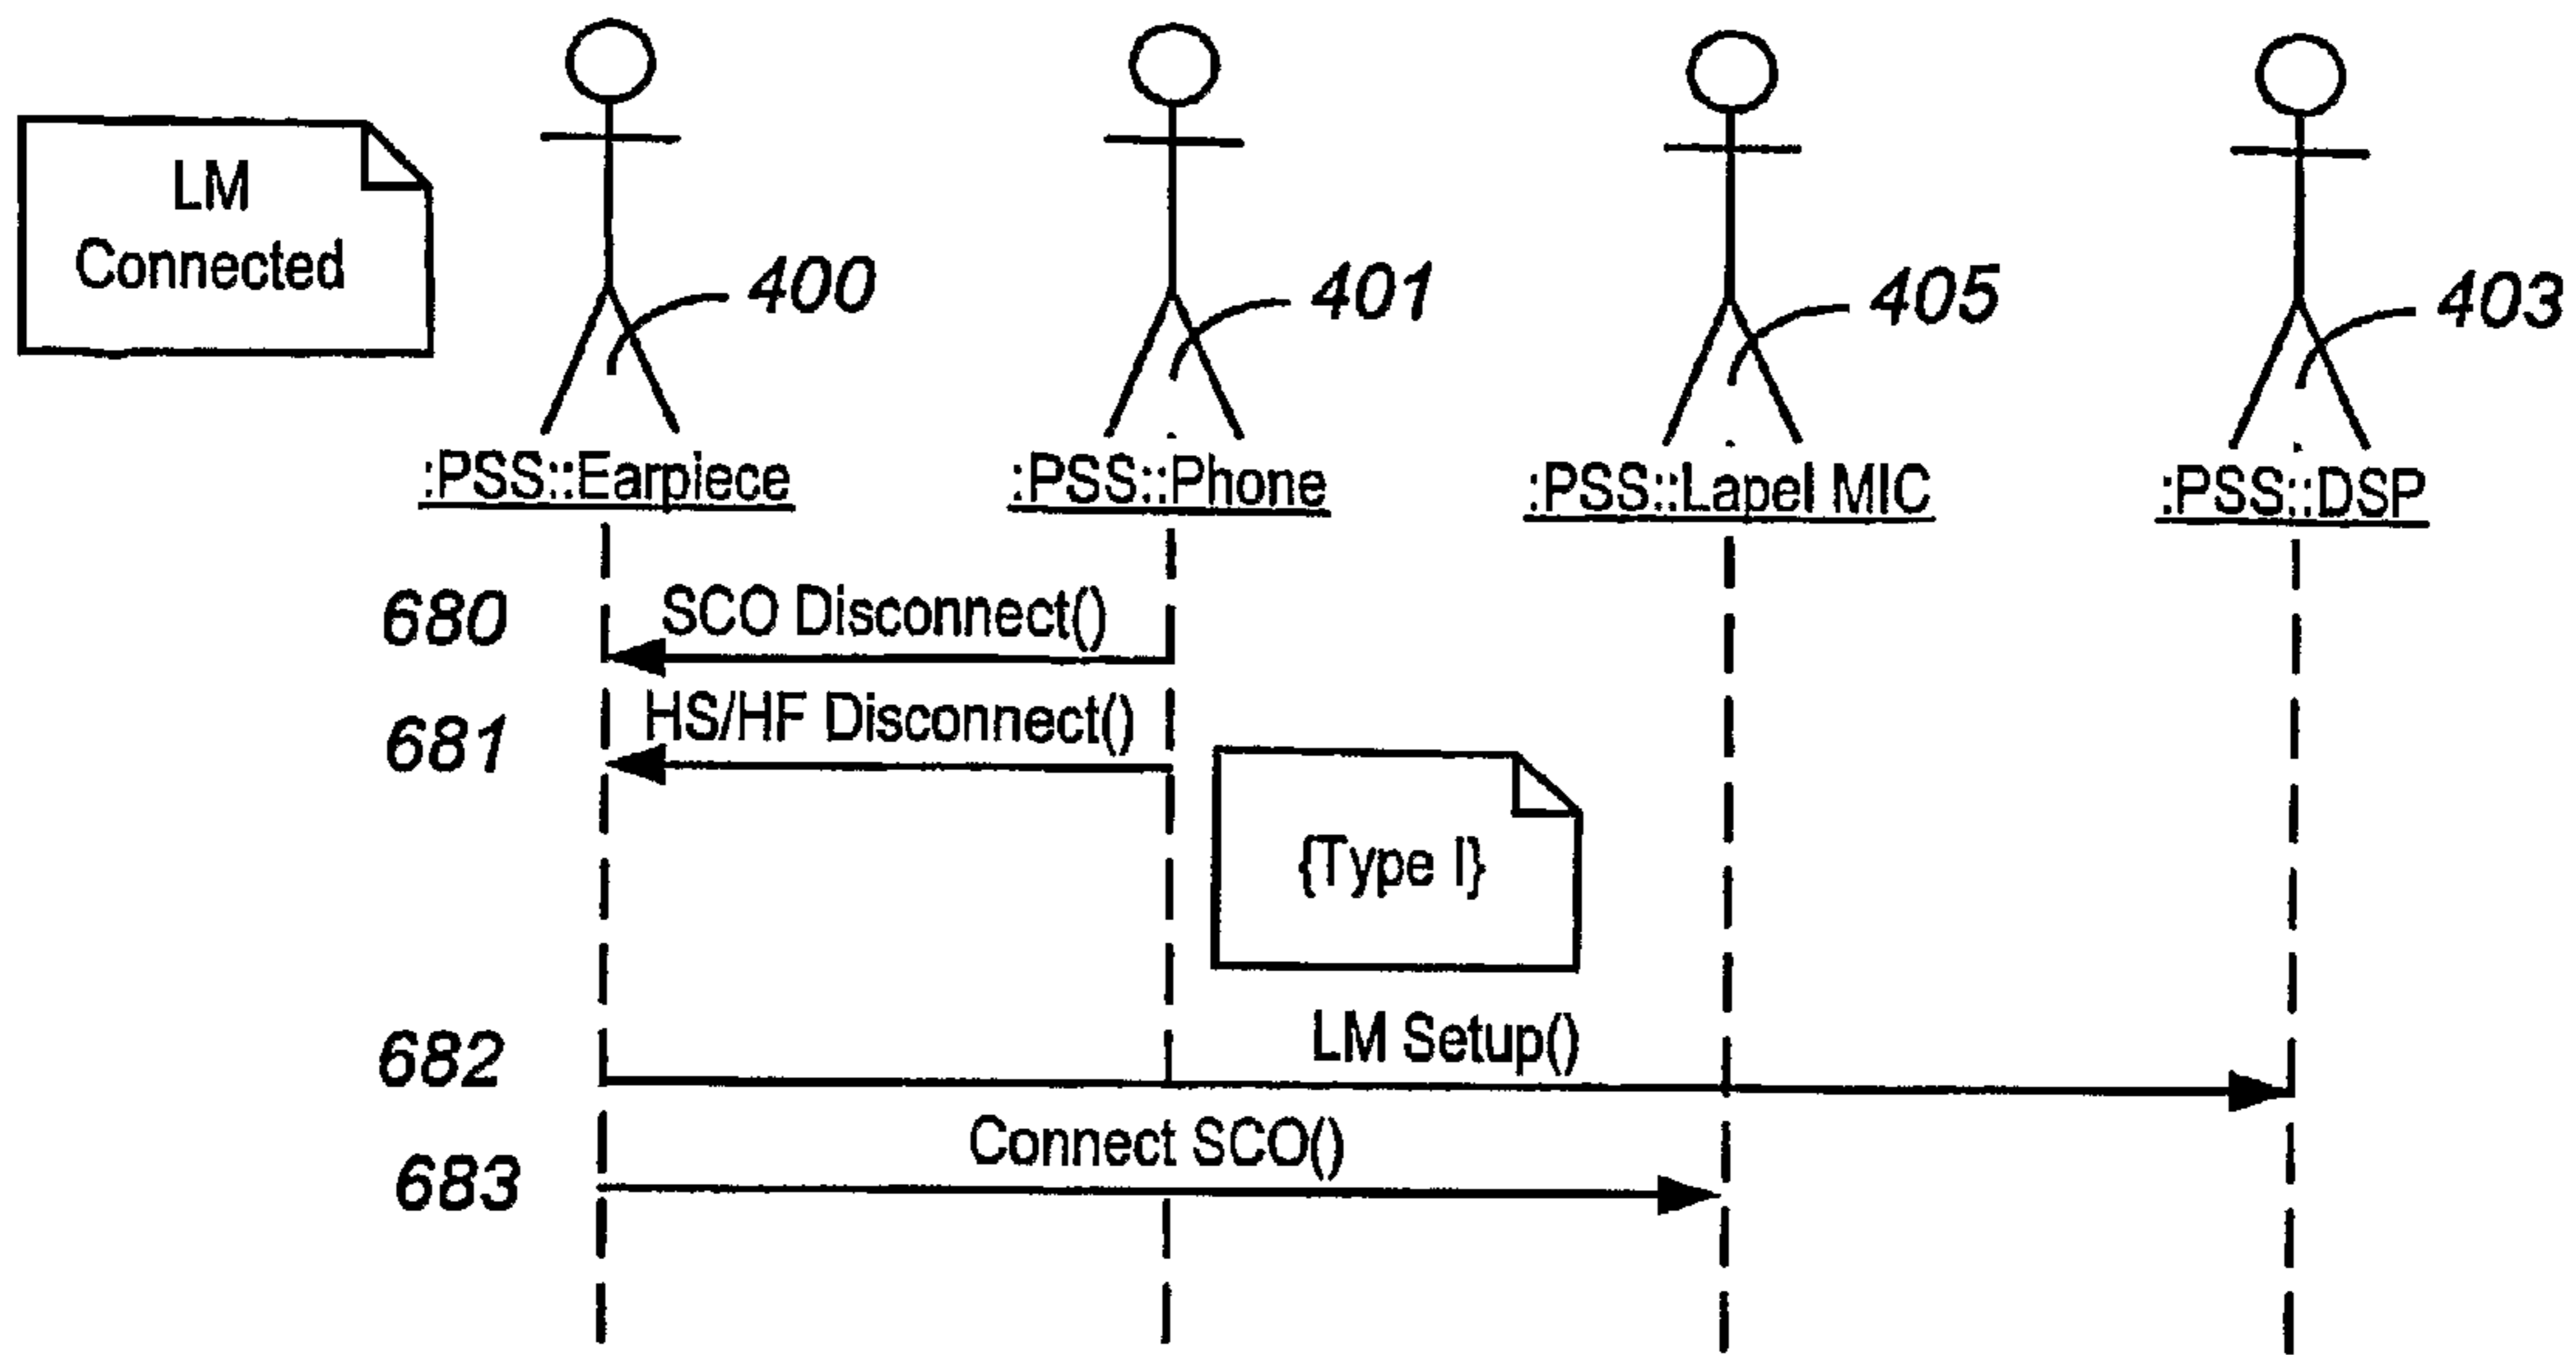 LM
Connected
400
401
405
403
:PSS::Earpiece
:PSS::Phone
:PSS::Lapel MIC
:PSS::DSP
680
SCO Disconnect()
681
HS/HF Disconnect()
{Type I}
682
LM Setup()
683
Connect SCO()